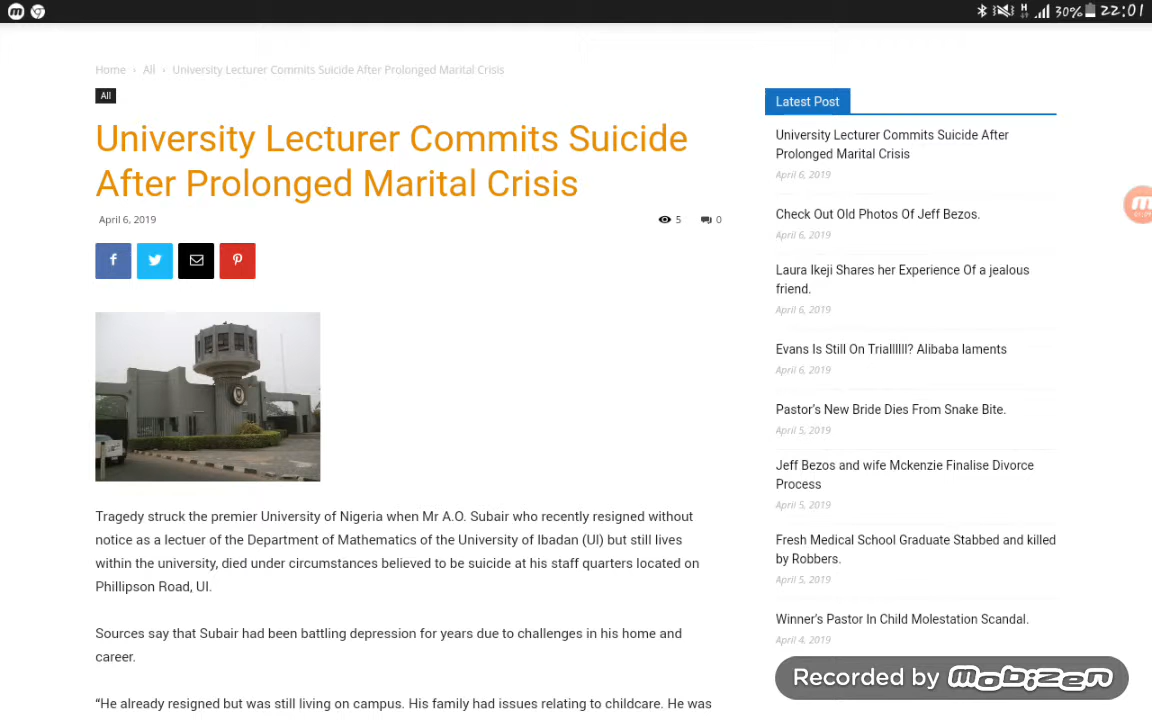 30% 22:01
Home › All › University Lecturer Commits Suicide After Prolonged Marital Crisis
All
University Lecturer Commits Suicide
After Prolonged Marital Crisis
April 6, 2019 5 0
Tragedy struck the premier University of Nigeria when Mr A.O. Subair who recently resigned without
notice as a lectuer of the Department of Mathematics of the University of Ibadan (UI) but still lives
within the university, died under circumstances believed to be suicide at his staff quarters located on
Phillipson Road, UI.
Sources say that Subair had been battling depression for years due to challenges in his home and
career.
“He already resigned but was still living on campus. His family had issues relating to childcare. He was
Latest Post
University Lecturer Commits Suicide After
Prolonged Marital Crisis
April 6, 2019
Check Out Old Photos Of Jeff Bezos.
April 6, 2019
Laura Ikeji Shares her Experience Of a jealous
friend.
April 6, 2019
Evans Is Still On Triallllll? Alibaba laments
April 6, 2019
Pastor’s New Bride Dies From Snake Bite.
April 5, 2019
Jeff Bezos and wife Mckenzie Finalise Divorce
Process
April 5, 2019
Fresh Medical School Graduate Stabbed and killed
by Robbers.
April 5, 2019
Winner’s Pastor In Child Molestation Scandal.
April 4, 2019
Recorded by mobizen